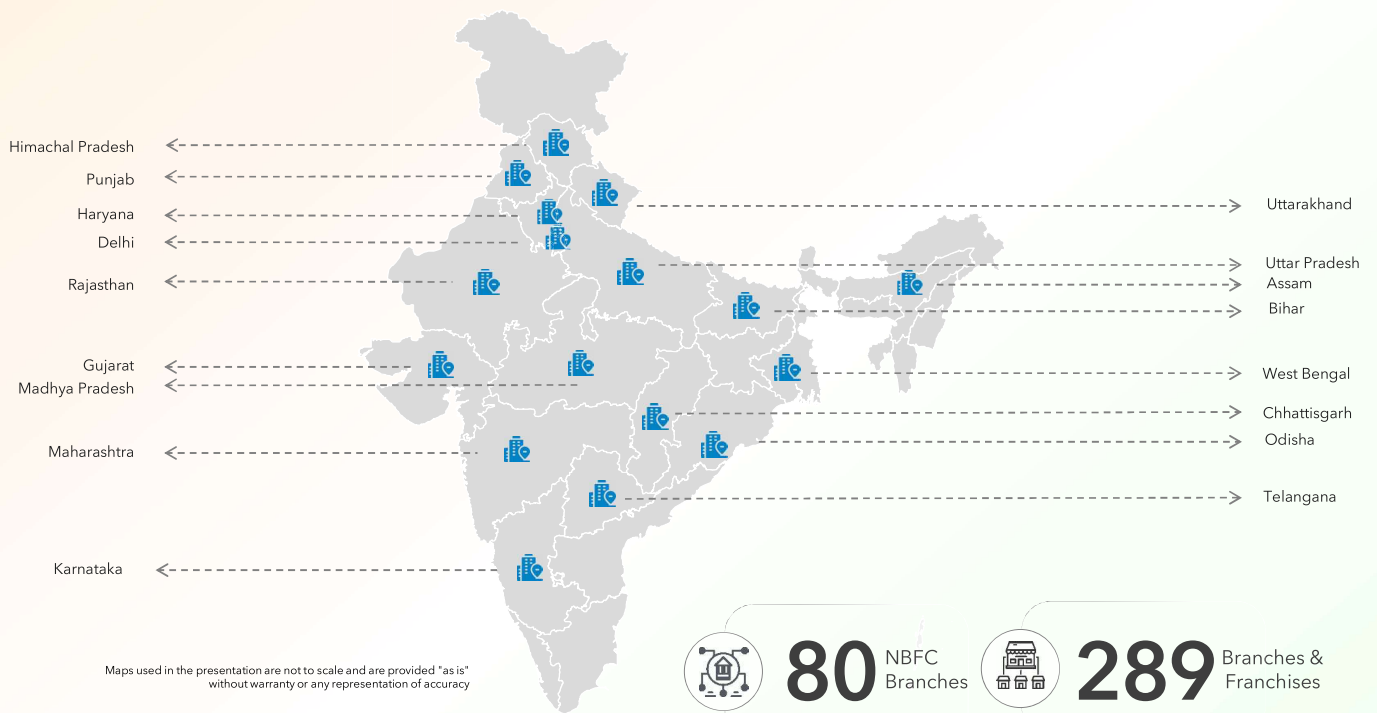 Himachal Pradesh
Punjab
Haryana
Delhi
Rajasthan
Gujarat
Madhya Pradesh
Maharashtra
Karnataka
Uttarakhand
Uttar Pradesh
Assam
Bihar
West Bengal
Chhattisgarh
Odisha
Telangana
Maps used in the presentation are not to scale and are provided "as is"
without warranty or any representation of accuracy
80 NBFC
Branches
289 Branches &
Franchises